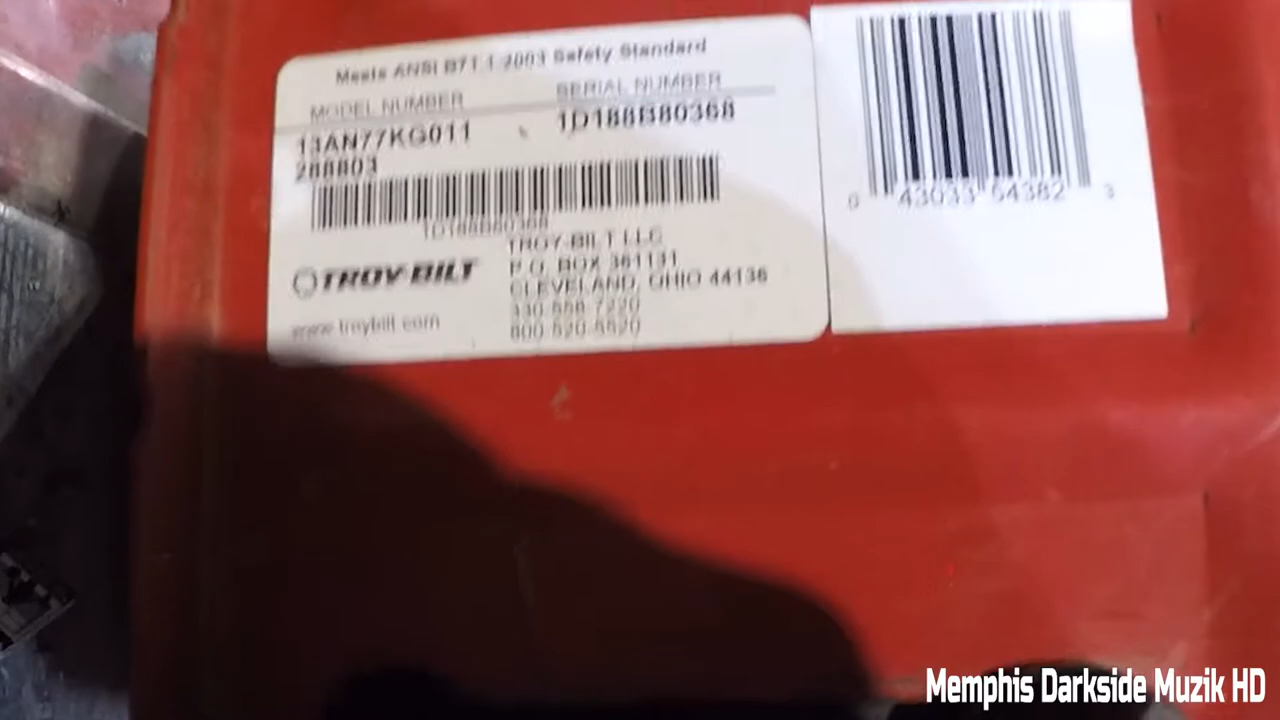 Meets ANSI B71.1-2003 Safety Standard
MODEL NUMBER SERIAL NUMBER
13AN77KG011 1D188B80368
288803
1D188B80368
TROY-BILT
www.troybilt.com
TROY-BILT LLC
P.O. BOX 361131
CLEVELAND, OHIO 44136
330-558-7220
800-520-5520
0 43033 54382 3
Memphis Darkside Muzik HD